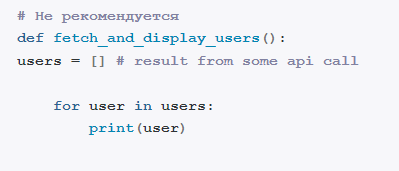 # Не рекомендуется
def fetch_and_display_users():
users = [] # result from some api call

    for user in users:
        print(user)